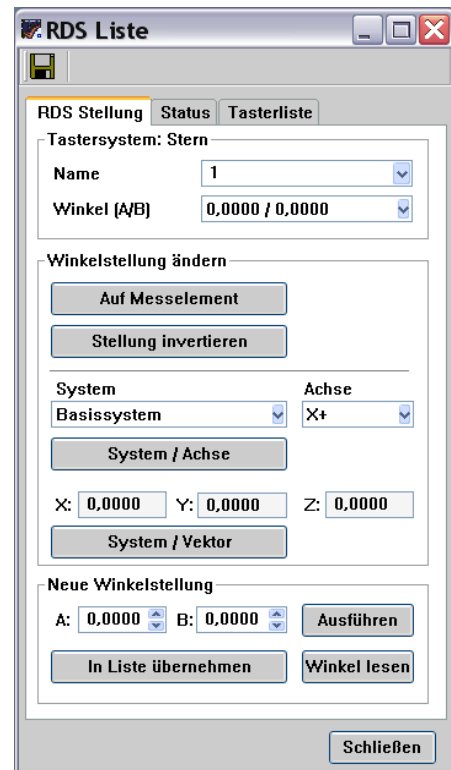 RDS Liste
RDS Stellung Status Tasterliste
Tastersystem: Stern
Name 1
Winkel (A/B) 0,0000 / 0,0000
Winkelstellung ändern
Auf Messelement
Stellung invertieren
System Achse
Basissystem X+
System / Achse
X: 0,0000 Y: 0,0000 Z: 0,0000
System / Vektor
Neue Winkelstellung
A: 0,0000 B: 0,0000 Ausführen
In Liste übernehmen Winkel lesen
Schließen